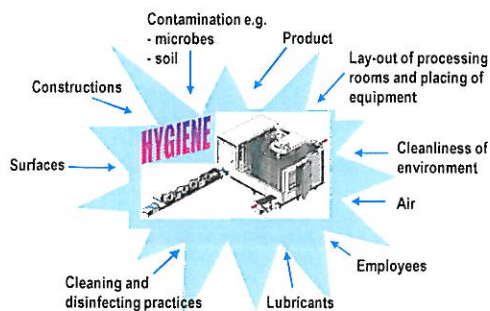 Contamination e.g.
- microbes
- soil
Product
Lay-out of processing
rooms and placing of
equipment
Constructions
HYGIENE
Cleanliness of
environment
Surfaces
Air
Employees
Cleaning and
disinfecting practices
Lubricants